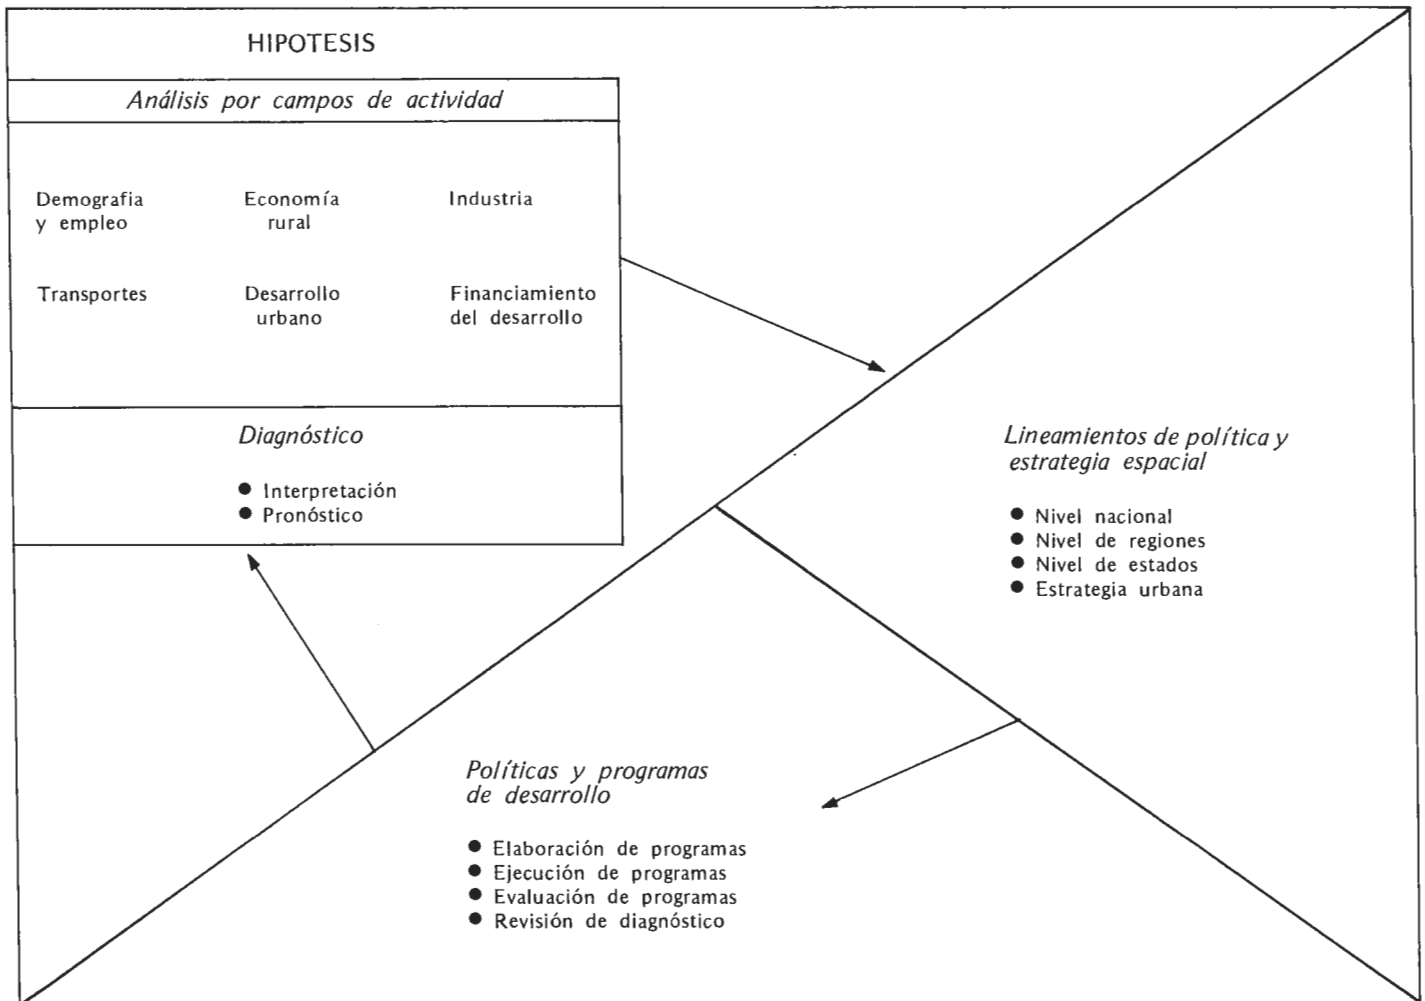 HIPOTESIS
Análisis por campos de actividad
Demografia
y empleo
Economía
rural
Industria
Transportes
Desarrollo
urbano
Financiamiento
del desarrollo
Diagnóstico
● Interpretación
● Pronóstico
Lineamientos de política y
estrategia espacial
● Nivel nacional
● Nivel de regiones
● Nivel de estados
● Estrategia urbana
Políticas y programas
de desarrollo
● Elaboración de programas
● Ejecución de programas
● Evaluación de programas
● Revisión de diagnóstico